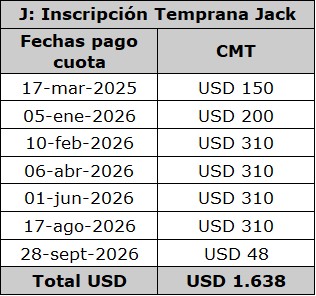 J: Inscripción Temprana Jack
Fechas pago cuota CMT
17-mar-2025 USD 150
05-ene-2026 USD 200
10-feb-2026 USD 310
06-abr-2026 USD 310
01-jun-2026 USD 310
17-ago-2026 USD 310
28-sept-2026 USD 48
Total USD USD 1.638